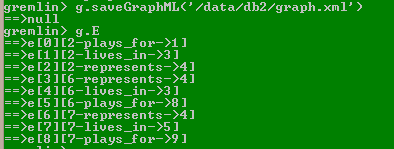 gremlin> g.saveGraphML('/data/db2/graph.xml')
==>null
gremlin> g.E
==>e[0][2-plays_for->1]
==>e[1][2-lives_in->3]
==>e[2][2-represents->4]
==>e[3][6-represents->4]
==>e[4][6-lives_in->3]
==>e[5][6-plays_for->8]
==>e[6][7-represents->4]
==>e[7][7-lives_in->5]
==>e[8][7-plays_for->9]